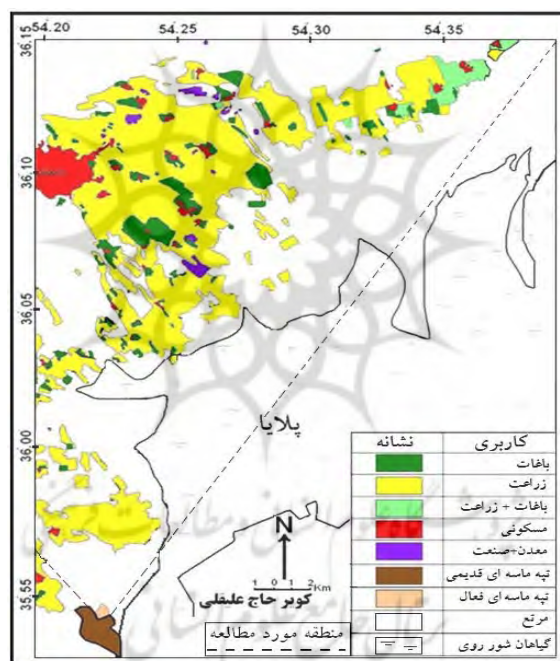 54.20 54.25 54.30 54.35
36.15
36.10
36.05
36.00
35.55
پلایا
N
1 0 1 2 Km
کویر حاج علیقلی
منطقه مورد مطالعه
نشانه کاربری
باغات
زراعت
باغات + زراعت
مسکونی
معدن+صنعت
تپه ماسه ای قدیمی
تپه ماسه ای فعال
مرتع
گیاهان شور روی